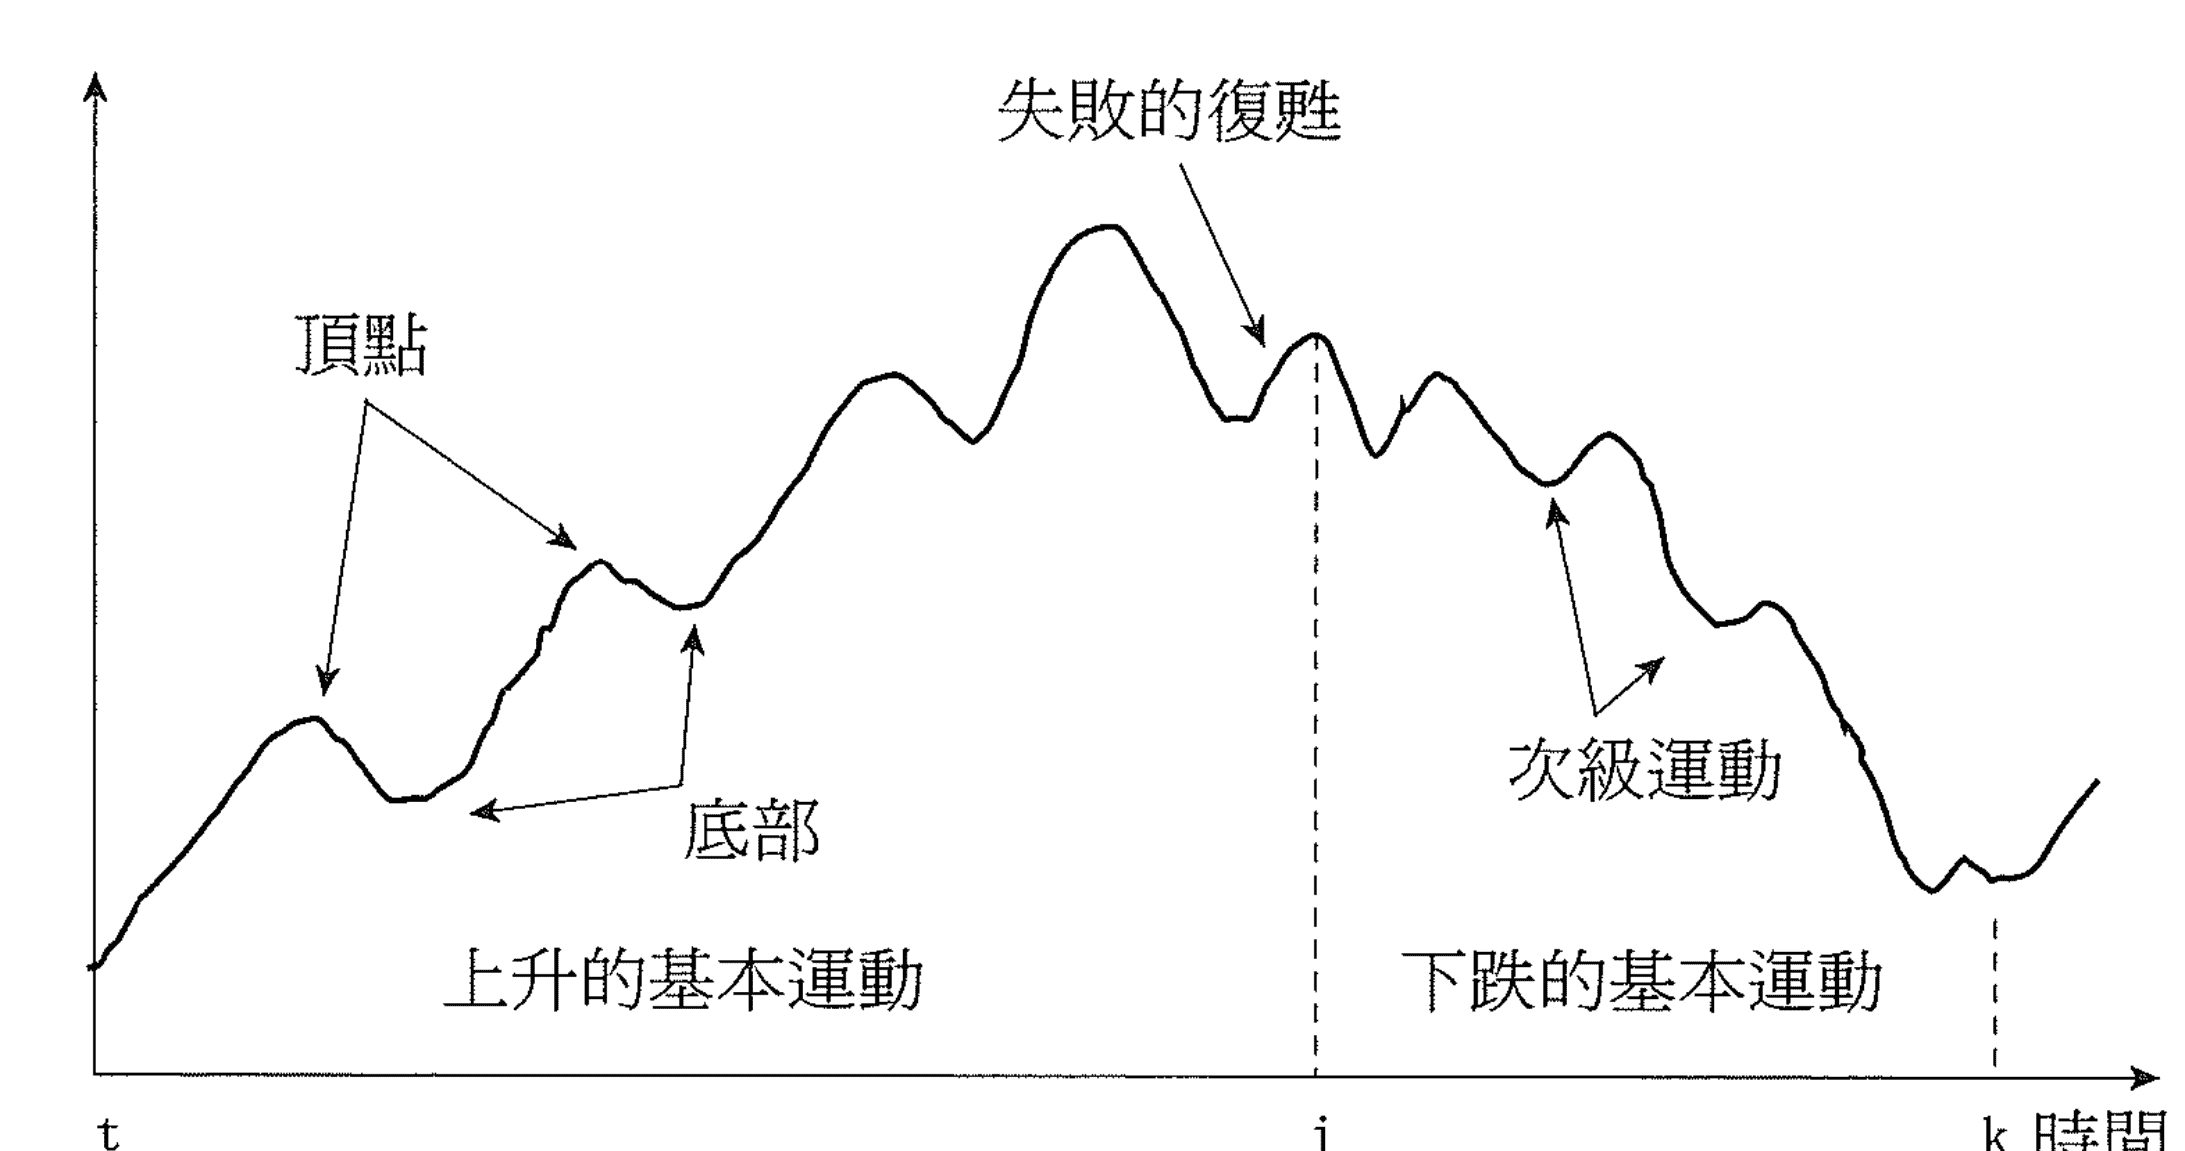 失敗的復甦
頂點
次級運動
底部
上升的基本運動
下跌的基本運動
t
j
k 時間